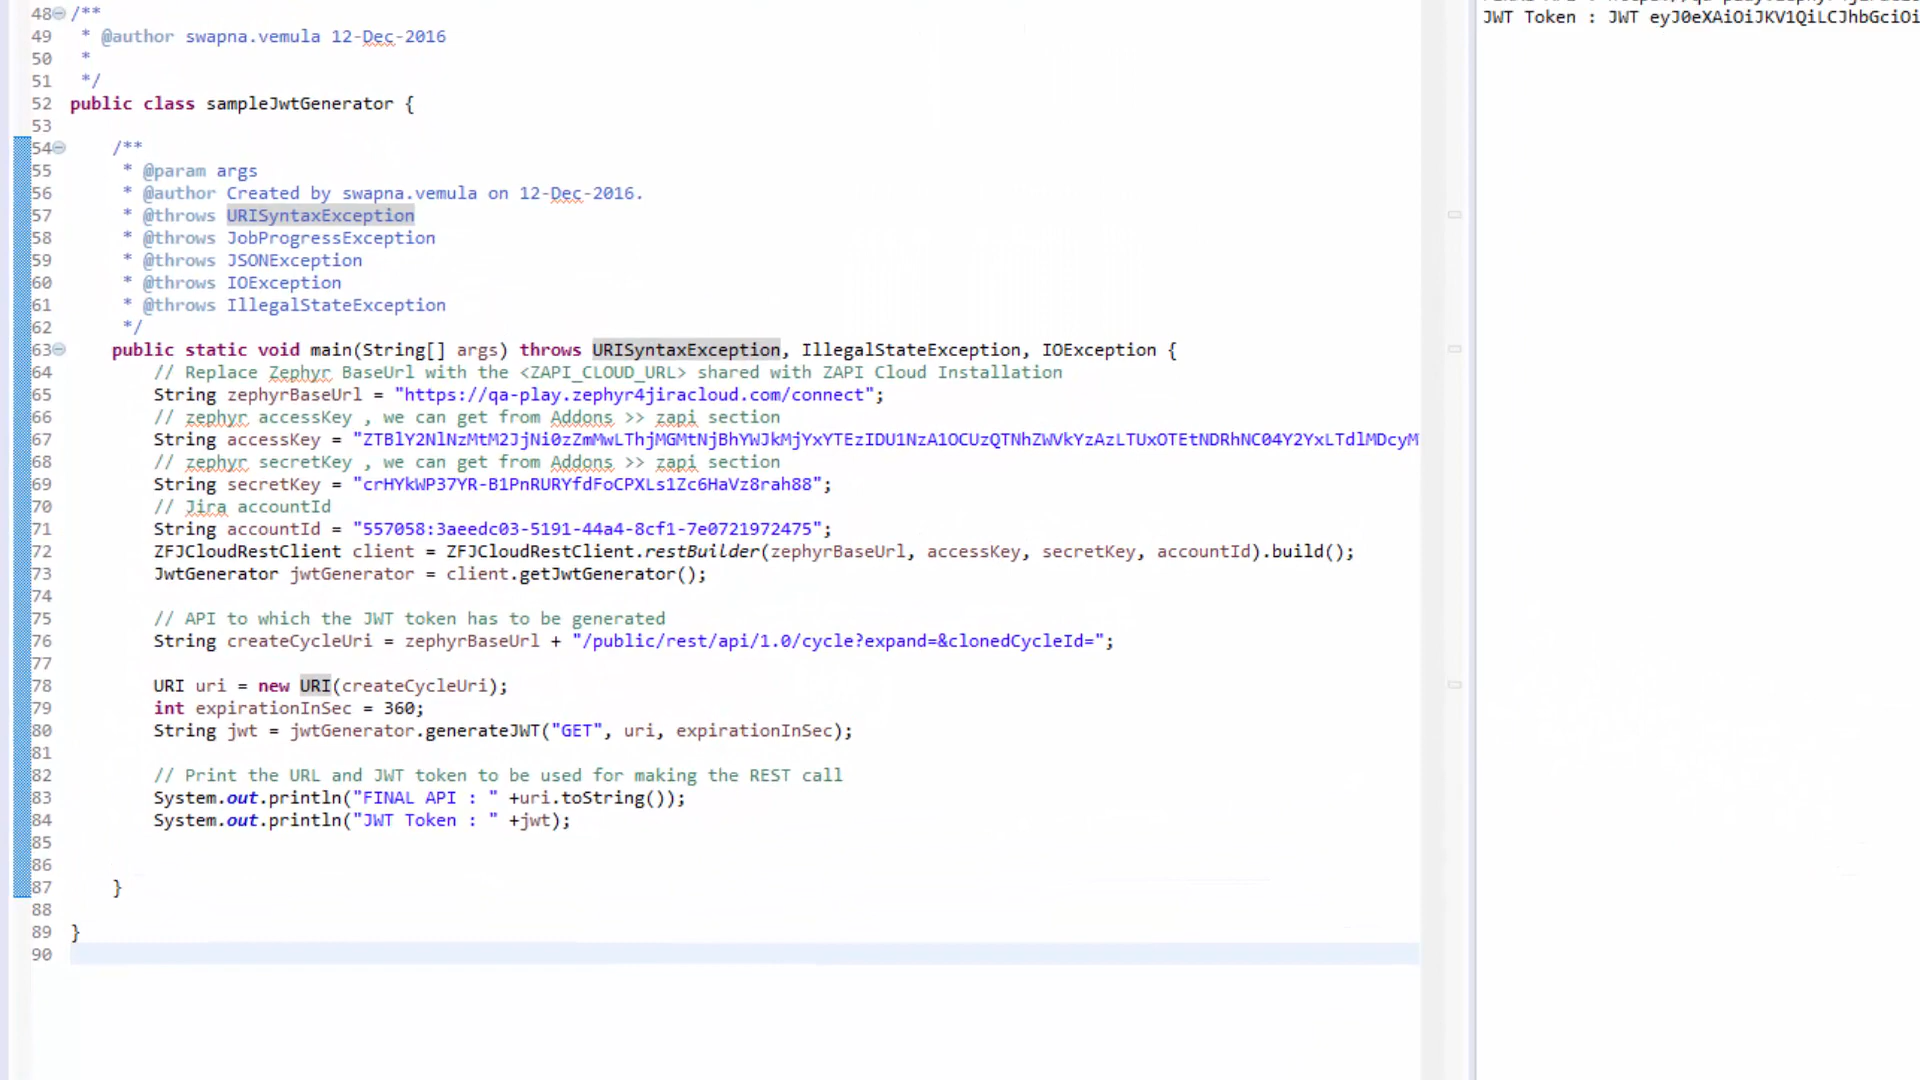 48 /**
49 * @author swapna.vemula 12-Dec-2016
50 *
51 */
52 public class sampleJwtGenerator {
53
54 /**
55 * @param args
56 * @author Created by swapna.vemula on 12-Dec-2016.
57 * @throws URISyntaxException
58 * @throws JobProgressException
59 * @throws JSONException
60 * @throws IOException
61 * @throws IllegalStateException
62 */
63 public static void main(String[] args) throws URISyntaxException, IllegalStateException, IOException {
64 // Replace Zephyr BaseUrl with the <ZAPI_CLOUD_URL> shared with ZAPI Cloud Installation
65 String zephyrBaseUrl = "https://qa-play.zephyr4jiracloud.com/connect";
66 // zephyr accessKey , we can get from Addons >> zapi section
67 String accessKey = "ZTBlY2NlNzMtM2JjNi0zZmMwLThjMGMtNjBhYWJkMjYxYTEzIDU1NzA1OCUzQTNhZWVkYzAzLTUxOTEtNDRhNC04Y2YxLTdlMDcyM
68 // zephyr secretKey , we can get from Addons >> zapi section
69 String secretKey = "crHYkWP37YR-B1PnRURYfdFoCPXLs1Zc6HaVz8rah88";
70 // Jira accountId
71 String accountId = "557058:3aeedc03-5191-44a4-8cf1-7e0721972475";
72 ZFJCloudRestClient client = ZFJCloudRestClient.restBuilder(zephyrBaseUrl, accessKey, secretKey, accountId).build();
73 JwtGenerator jwtGenerator = client.getJwtGenerator();
74
75 // API to which the JWT token has to be generated
76 String createCycleUri = zephyrBaseUrl + "/public/rest/api/1.0/cycle?expand=&clonedCycleId=";
77
78 URI uri = new URI(createCycleUri);
79 int expirationInSec = 360;
80 String jwt = jwtGenerator.generateJWT("GET", uri, expirationInSec);
81
82 // Print the URL and JWT token to be used for making the REST call
83 System.out.println("FINAL API : " +uri.toString());
84 System.out.println("JWT Token : " +jwt);
85
86
87 }
88
89 }
90
JWT Token : JWT eyJ0eXAiOiJKV1QiLCJhbGciOi